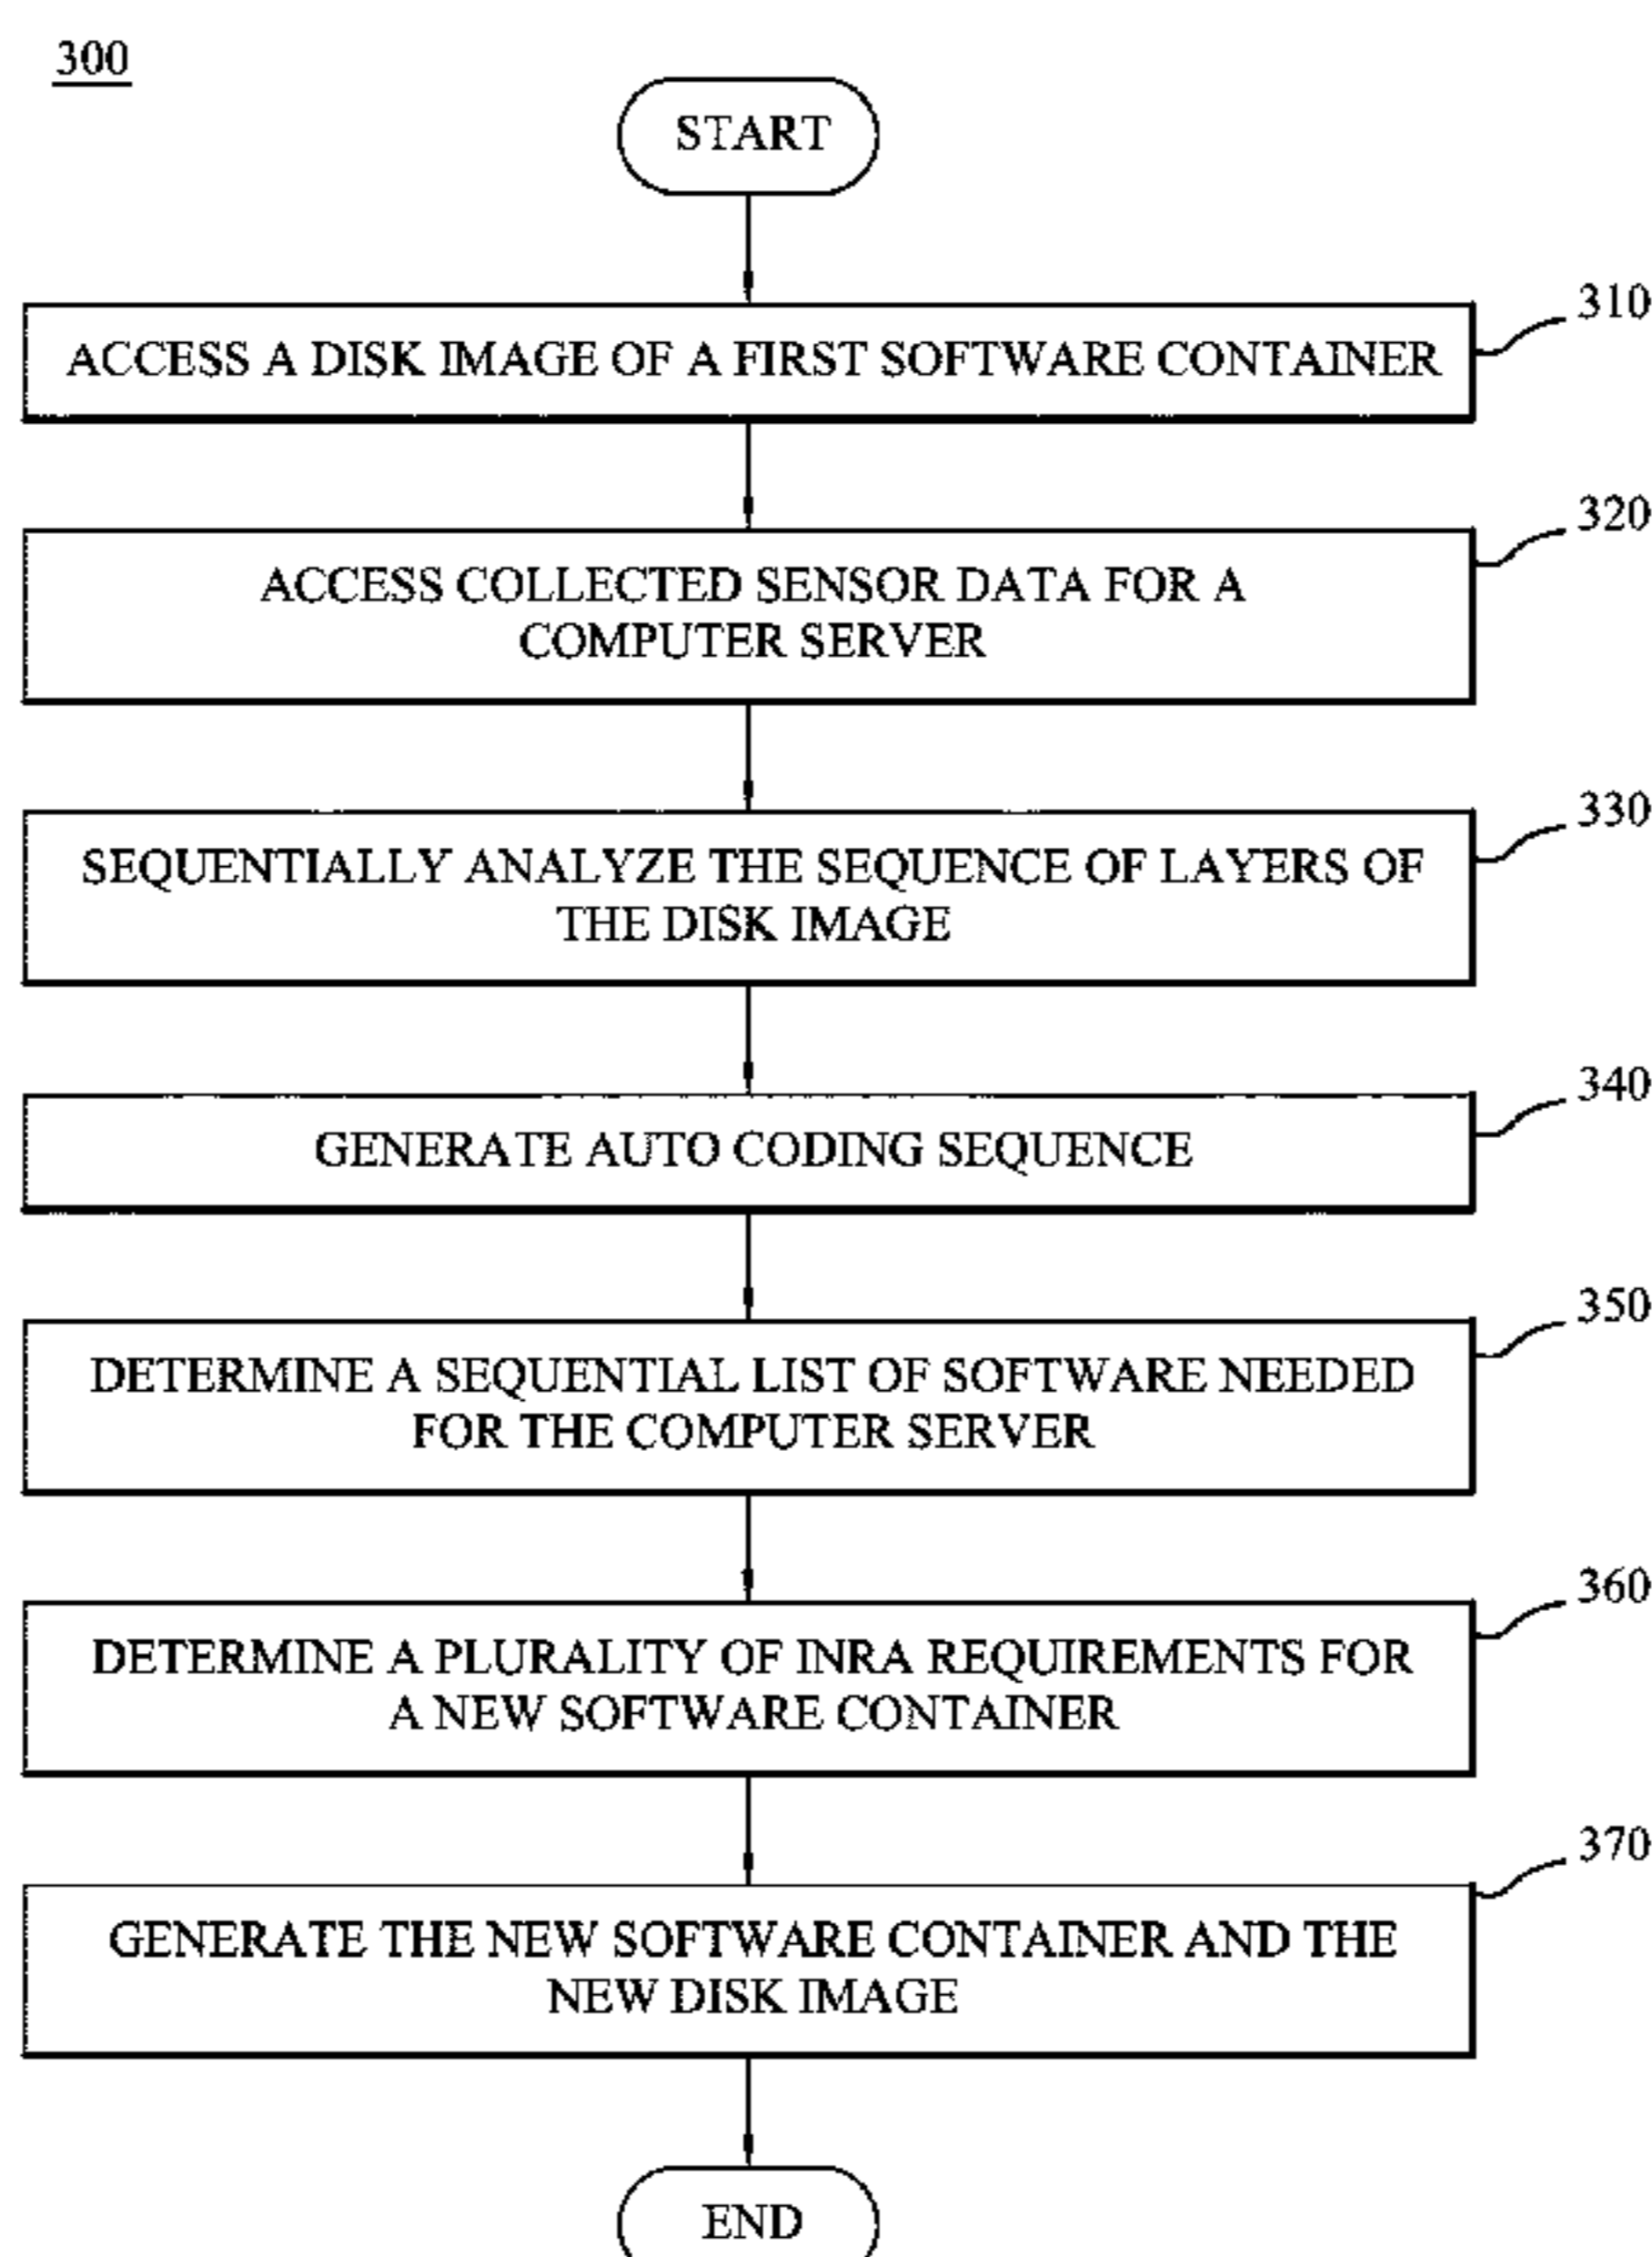 300
START
310
ACCESS A DISK IMAGE OF A FIRST SOFTWARE CONTAINER
320
ACCESS COLLECTED SENSOR DATA FOR A
COMPUTER SERVER
330
SEQUENTIALLY ANALYZE THE SEQUENCE OF LAYERS OF
THE DISK IMAGE
340
GENERATE AUTO CODING SEQUENCE
350
DETERMINE A SEQUENTIAL LIST OF SOFTWARE NEEDED
FOR THE COMPUTER SERVER
360
DETERMINE A PLURALITY OF INRA REQUIREMENTS FOR
A NEW SOFTWARE CONTAINER
370
GENERATE THE NEW SOFTWARE CONTAINER AND THE
NEW DISK IMAGE
END